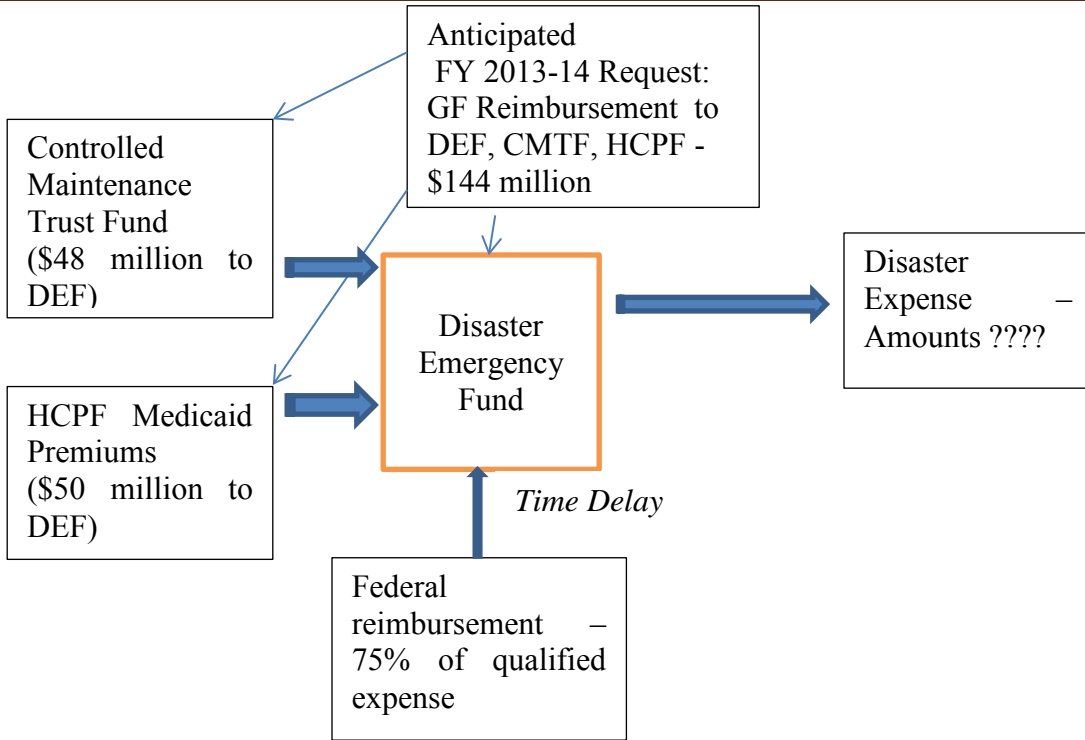 Anticipated
FY 2013-14 Request:
GF Reimbursement to
DEF, CMTF, HCPF -
$144 million
Controlled
Maintenance
Trust Fund
($48 million to
DEF)
Disaster
Emergency
Fund
Disaster
Expense –
Amounts ????
HCPF Medicaid
Premiums
($50 million to
DEF)
Time Delay
Federal
reimbursement –
75% of qualified
expense